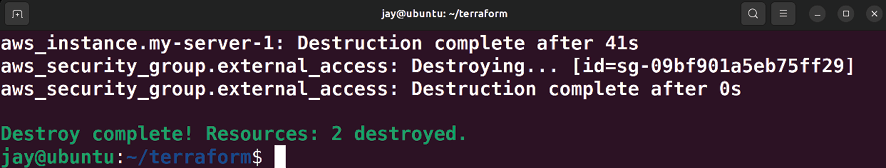 jay@ubuntu: ~/terraform
aws_instance.my-server-1: Destruction complete after 41s
aws_security_group.external_access: Destroying... [id=sg-09bf901a5eb75ff29]
aws_security_group.external_access: Destruction complete after 0s
Destroy complete! Resources: 2 destroyed.
jay@ubuntu:~/terraform$